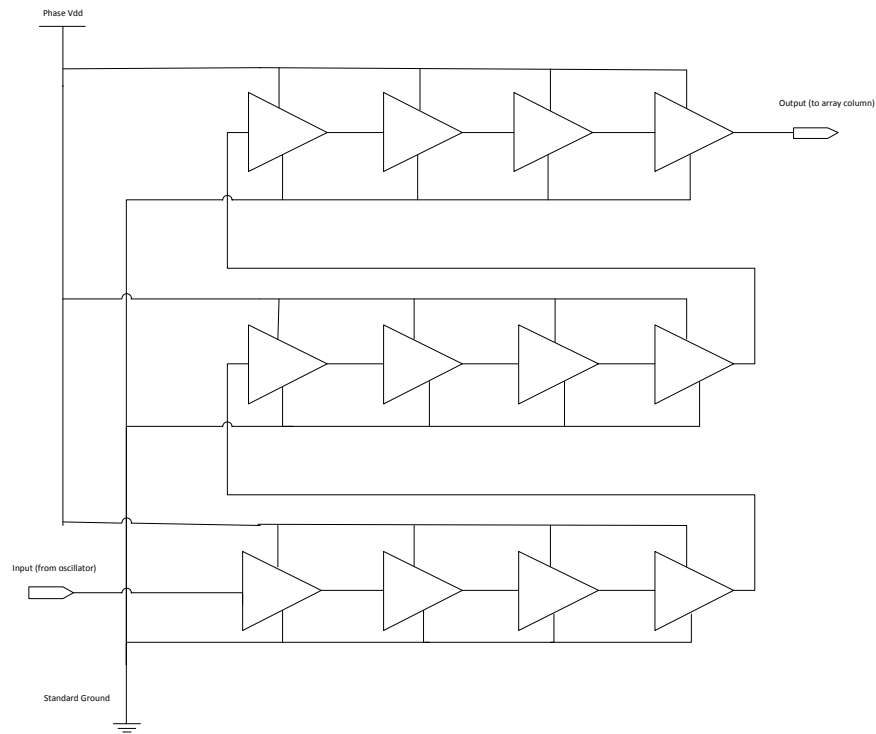 Phase Vdd
Output (to array column)
Input (from oscillator)
Standard Ground